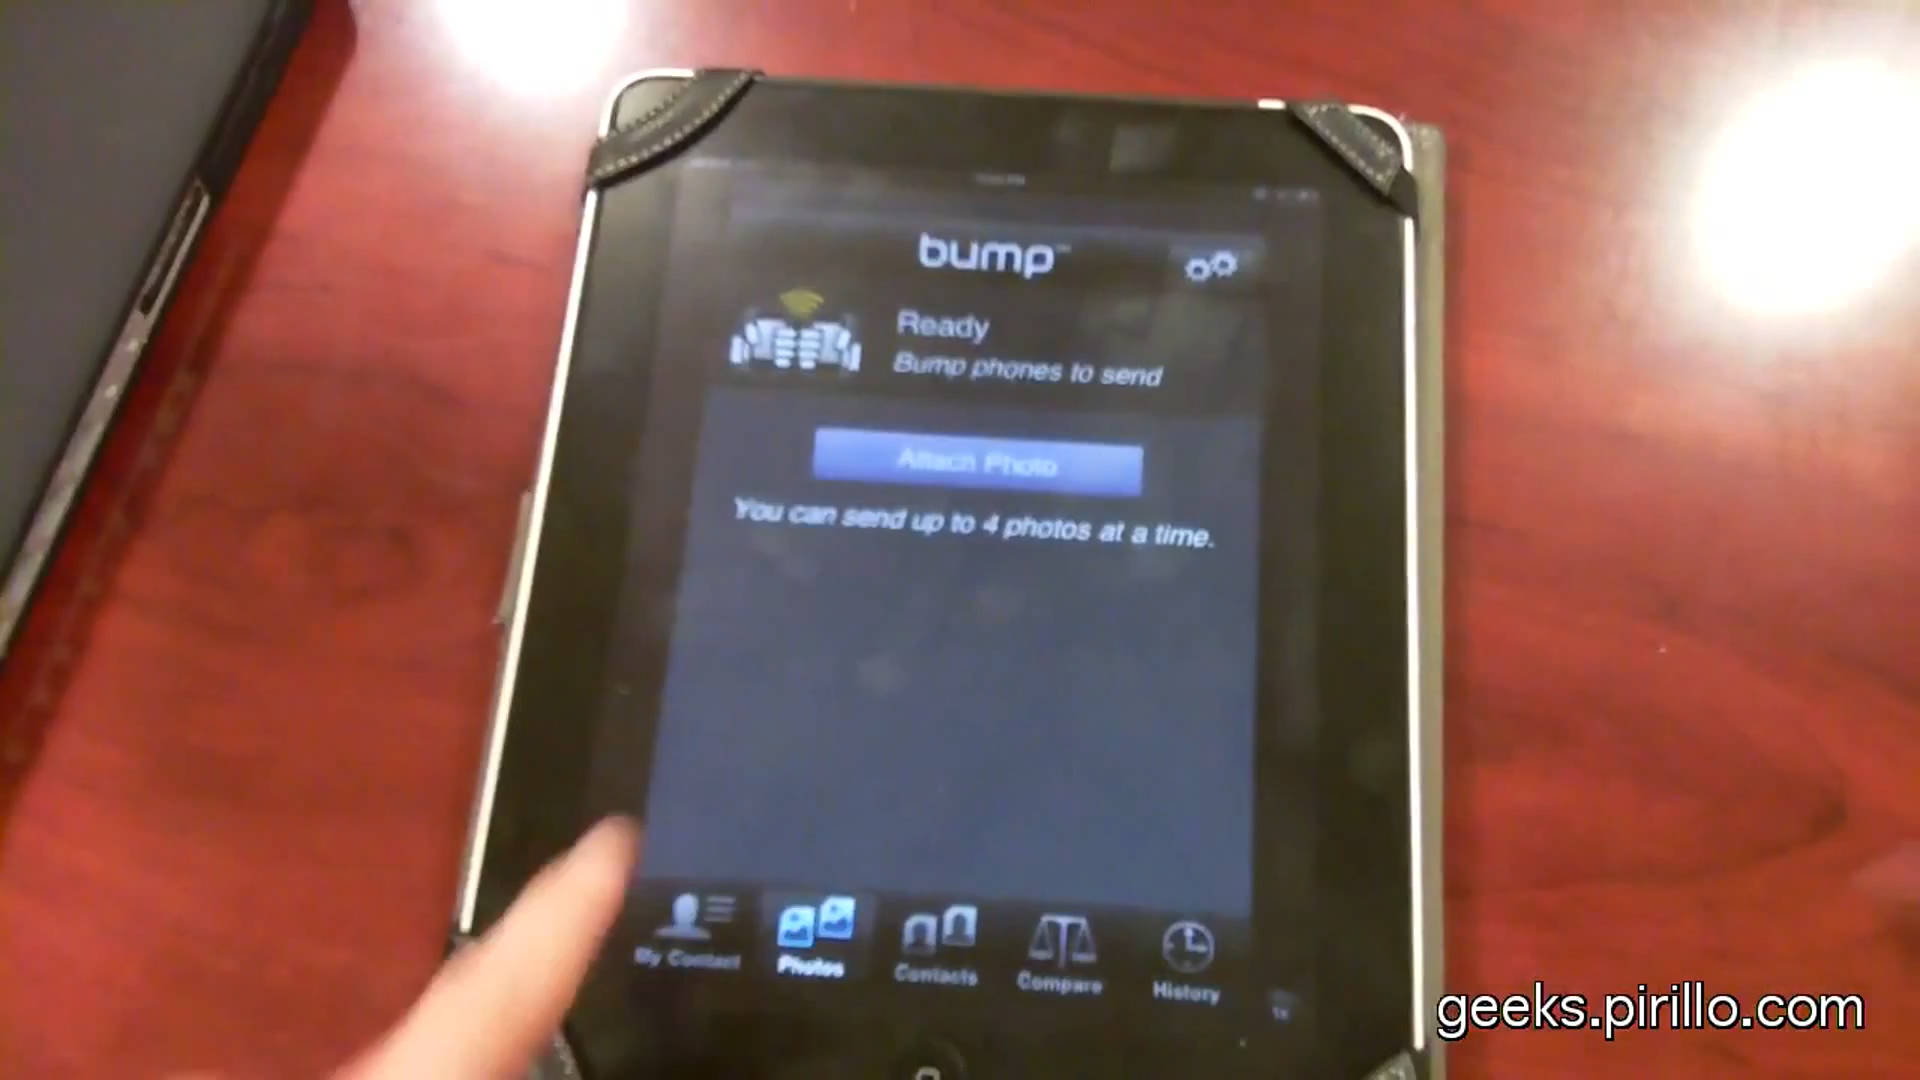 bump™
Ready
Bump phones to send
Attach Photo
You can send up to 4 photos at a time.
My Contact
Photos
Contacts
Compare
History
geeks.pirillo.com